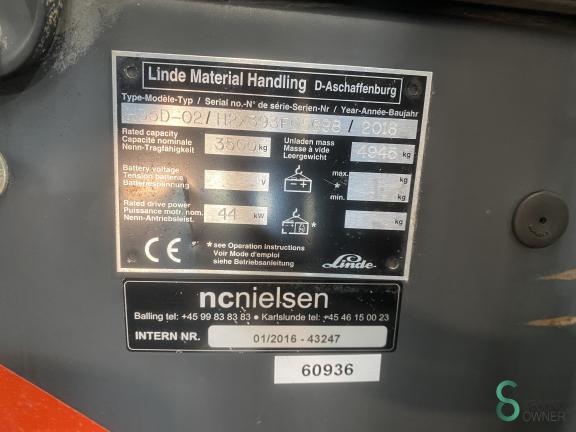 Linde Material Handling D-Aschaffenburg
Type-Modèle-Typ / Serial no.-N° de série-Serien-Nr / Year-Année-Baujahr
Rated capacity
Capacité nominale
Nenn-Tragfähigkeit
3500 kg
Unladen mass
Masse à vide
Leergewicht
kg
Battery voltage
Tension batterie
Batteriespannung
V
max.
*
min.
kg
kg
Rated drive power
Puissance motr. nom.
Nenn-Antriebsleist.
44 kW
*
kg
CE
* see Operation Instructions
Voir Mode d'emploi
siehe Betriebsanleitung
Linde
ncnielsen
Balling tel: +45 99 83 83 83 ● Karlslunde tel: +45 46 15 00 23
INTERN NR. 01/2016 - 43247
60936
OWNER